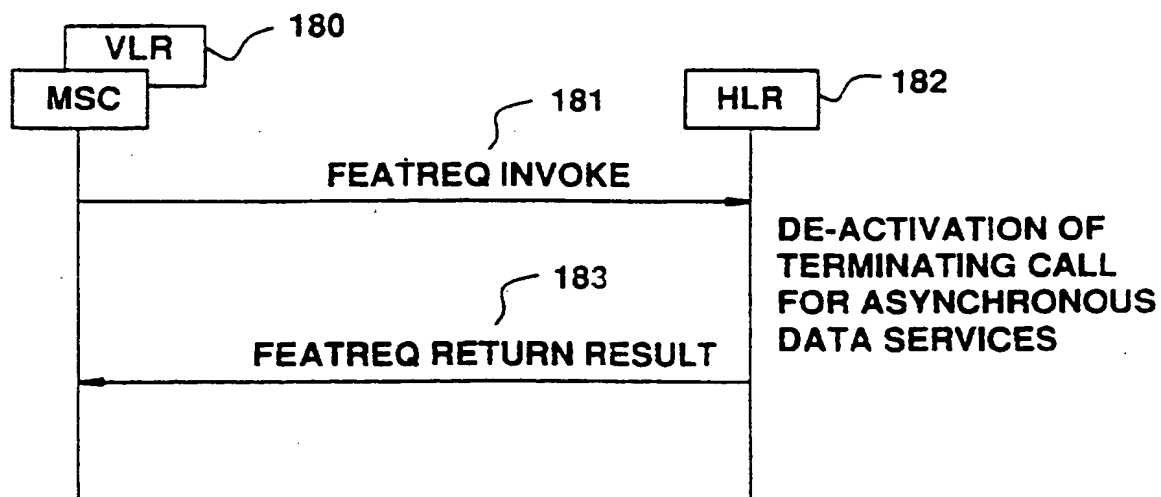 VLR
180
MSC
HLR
182
181
FEATREQ INVOKE
DE-ACTIVATION OF
TERMINATING CALL
FOR ASYNCHRONOUS
DATA SERVICES
183
FEATREQ RETURN RESULT